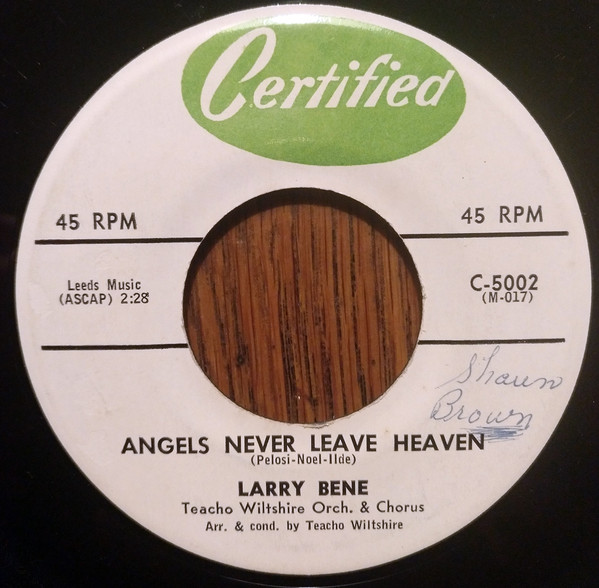 Certified
45 RPM
45 RPM
Leeds Music
(ASCAP) 2:28
C-5002
(M-017)
Shawn
Brown
ANGELS NEVER LEAVE HEAVEN
(Pelosi-Noel-Ilde)
LARRY BENE
Teacho Wiltshire Orch. & Chorus
Arr. & cond. by Teacho Wiltshire